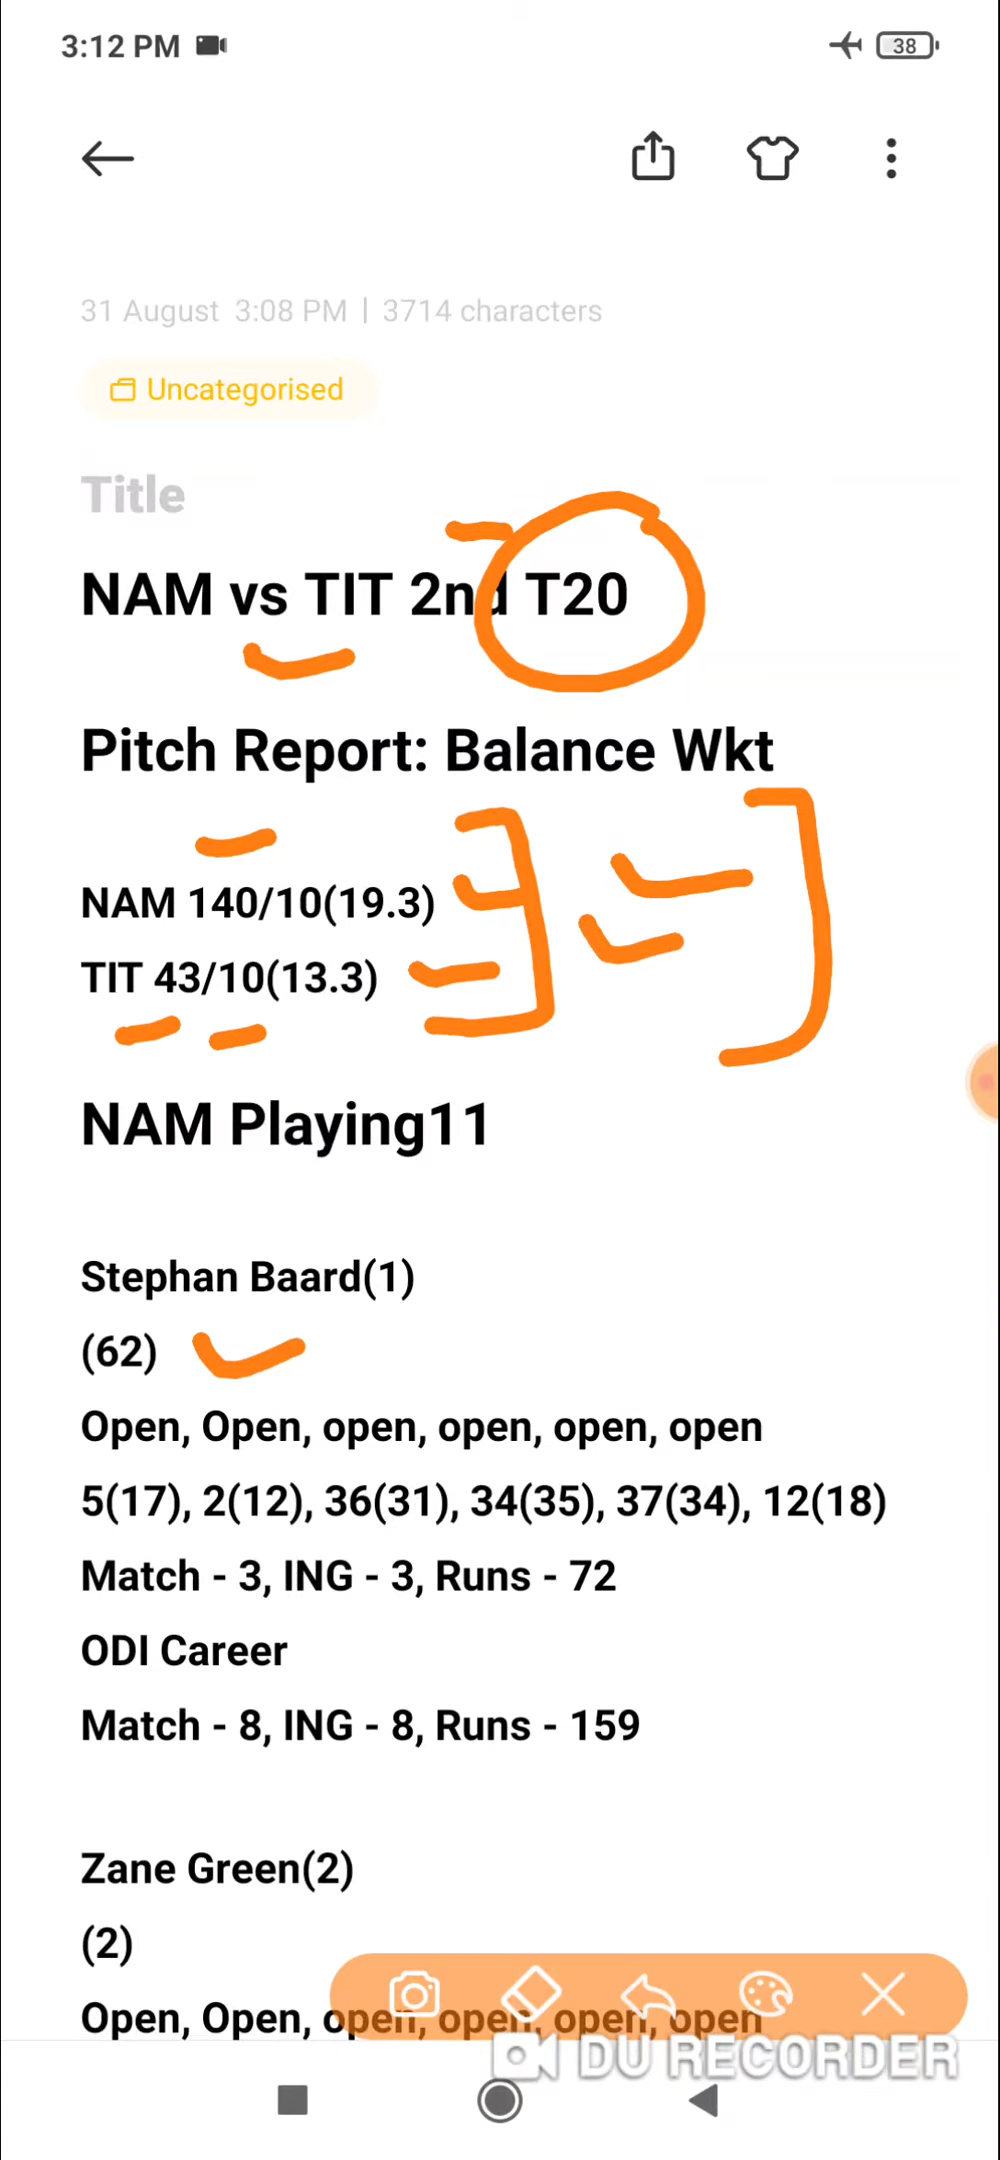 3:12 PM
38
31 August 3:08 PM | 3714 characters
Uncategorised
Title
NAM vs TIT 2nd T20
Pitch Report: Balance Wkt
NAM 140/10(19.3)
TIT 43/10(13.3)
NAM Playing11
Stephan Baard(1)
(62)
Open, Open, open, open, open, open
5(17), 2(12), 36(31), 34(35), 37(34), 12(18)
Match - 3, ING - 3, Runs - 72
ODI Career
Match - 8, ING - 8, Runs - 159
Zane Green(2)
(2)
Open, Open, open, open, open, open
DU RECORDER